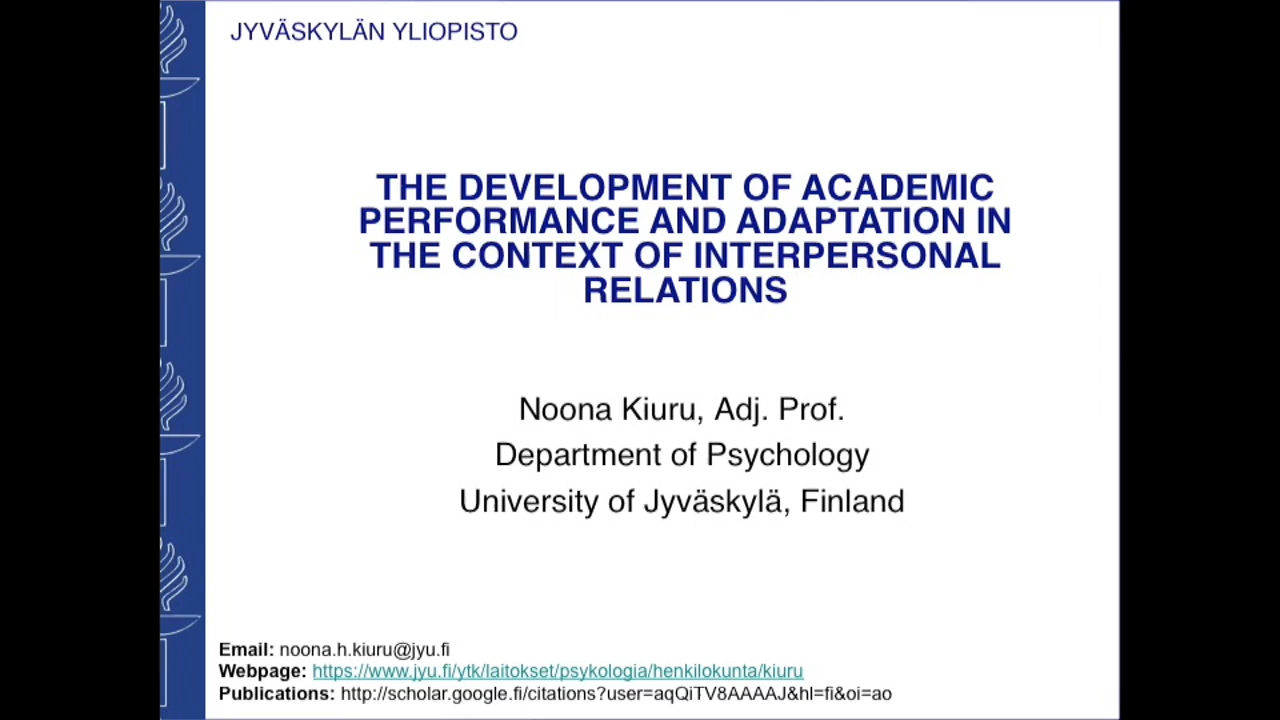 JYVÄSKYLÄN YLIOPISTO
THE DEVELOPMENT OF ACADEMIC
PERFORMANCE AND ADAPTATION IN
THE CONTEXT OF INTERPERSONAL
RELATIONS
Noona Kiuru, Adj. Prof.
Department of Psychology
University of Jyväskylä, Finland
Email: noona.h.kiuru@jyu.fi
Webpage: https://www.jyu.fi/ytk/laitokset/psykologia/henkilokunta/kiuru
Publications: http://scholar.google.fi/citations?user=aqQiTV8AAAAJ&hl=fi&oi=ao